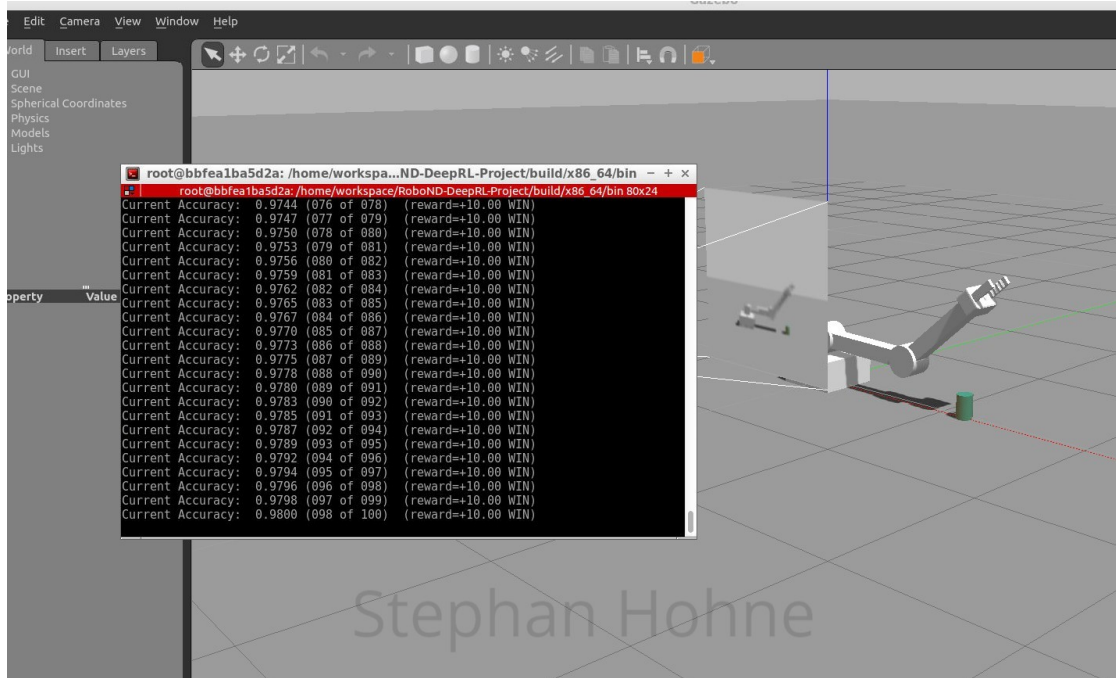 Gazebo
Edit Camera View Window Help
World Insert Layers
GUI
Scene
Spherical Coordinates
Physics
Models
Lights
root@bbfea1ba5d2a: /home/workspa...ND-DeepRL-Project/build/x86_64/bin
root@bbfea1ba5d2a: /home/workspace/RoboND-DeepRL-Project/build/x86_64/bin 80x24
Current Accuracy: 0.9744 (076 of 078) (reward=+10.00 WIN)
Current Accuracy: 0.9747 (077 of 079) (reward=+10.00 WIN)
Current Accuracy: 0.9750 (078 of 080) (reward=+10.00 WIN)
Current Accuracy: 0.9753 (079 of 081) (reward=+10.00 WIN)
Current Accuracy: 0.9756 (080 of 082) (reward=+10.00 WIN)
Current Accuracy: 0.9759 (081 of 083) (reward=+10.00 WIN)
Current Accuracy: 0.9762 (082 of 084) (reward=+10.00 WIN)
Current Accuracy: 0.9765 (083 of 085) (reward=+10.00 WIN)
Current Accuracy: 0.9767 (084 of 086) (reward=+10.00 WIN)
Current Accuracy: 0.9770 (085 of 087) (reward=+10.00 WIN)
Current Accuracy: 0.9773 (086 of 088) (reward=+10.00 WIN)
Current Accuracy: 0.9775 (087 of 089) (reward=+10.00 WIN)
Current Accuracy: 0.9778 (088 of 090) (reward=+10.00 WIN)
Current Accuracy: 0.9780 (089 of 091) (reward=+10.00 WIN)
Current Accuracy: 0.9783 (090 of 092) (reward=+10.00 WIN)
Current Accuracy: 0.9785 (091 of 093) (reward=+10.00 WIN)
Current Accuracy: 0.9787 (092 of 094) (reward=+10.00 WIN)
Current Accuracy: 0.9789 (093 of 095) (reward=+10.00 WIN)
Current Accuracy: 0.9792 (094 of 096) (reward=+10.00 WIN)
Current Accuracy: 0.9794 (095 of 097) (reward=+10.00 WIN)
Current Accuracy: 0.9796 (096 of 098) (reward=+10.00 WIN)
Current Accuracy: 0.9798 (097 of 099) (reward=+10.00 WIN)
Current Accuracy: 0.9800 (098 of 100) (reward=+10.00 WIN)
operty Value
Stephan Hohne